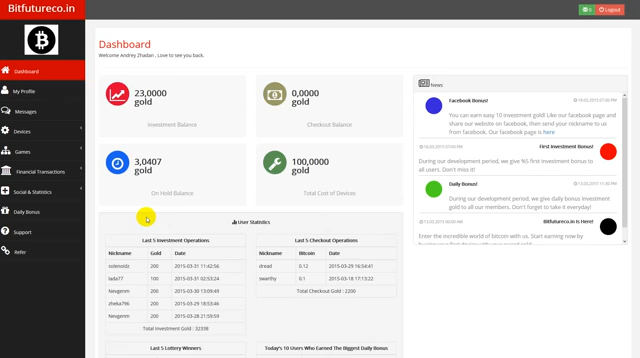 Bitfutureco.in
0
Logout
Dashboard
My Profile
Messages
Devices
Games
Financial Transactions
Social & Statistics
Daily Bonus
Support
Refer
Dashboard
Welcome Andrey Zhadan . Love to see you back.
23,0000
gold
Investment Balance
0,0000
gold
Checkout Balance
3,0407
gold
On Hold Balance
100,0000
gold
Total Cost of Devices
User Statistics
Last 5 Investment Operations
Nickname Gold Date
solenoidz 200 2015-03-31 11:42:56
lada77 100 2015-03-31 02:53:24
Nevgenm 200 2015-03-30 13:09:49
zheka796 200 2015-03-29 18:53:46
Nevgenm 200 2015-03-28 21:59:59
Total Investment Gold : 32338
Last 5 Checkout Operations
Nickname Bitcoin Date
dread 0.12 2015-03-29 16:54:41
swarthy 0.1 2015-03-18 17:13:22
Total Checkout Gold : 2200
Last 5 Lottery Winners
Today's 10 Users Who Earned The Biggest Daily Bonus
News
Facebook Bonus!
You can earn easy 10 investment gold! Like our facebook page and
share our website on facebook, then send your nickname to us
from facebook. Our facebook page is here
First Investment Bonus!
During our development period, we give %5 first investment bonus to
all users. Don't miss it!
Daily Bonus!
During our development period, we give daily bonus investment
gold to all our members. Don't forget to take it everyday!
Bitfutureco.in Is Here!
Enter the incredible world of bitcoin with us. Start earning now by